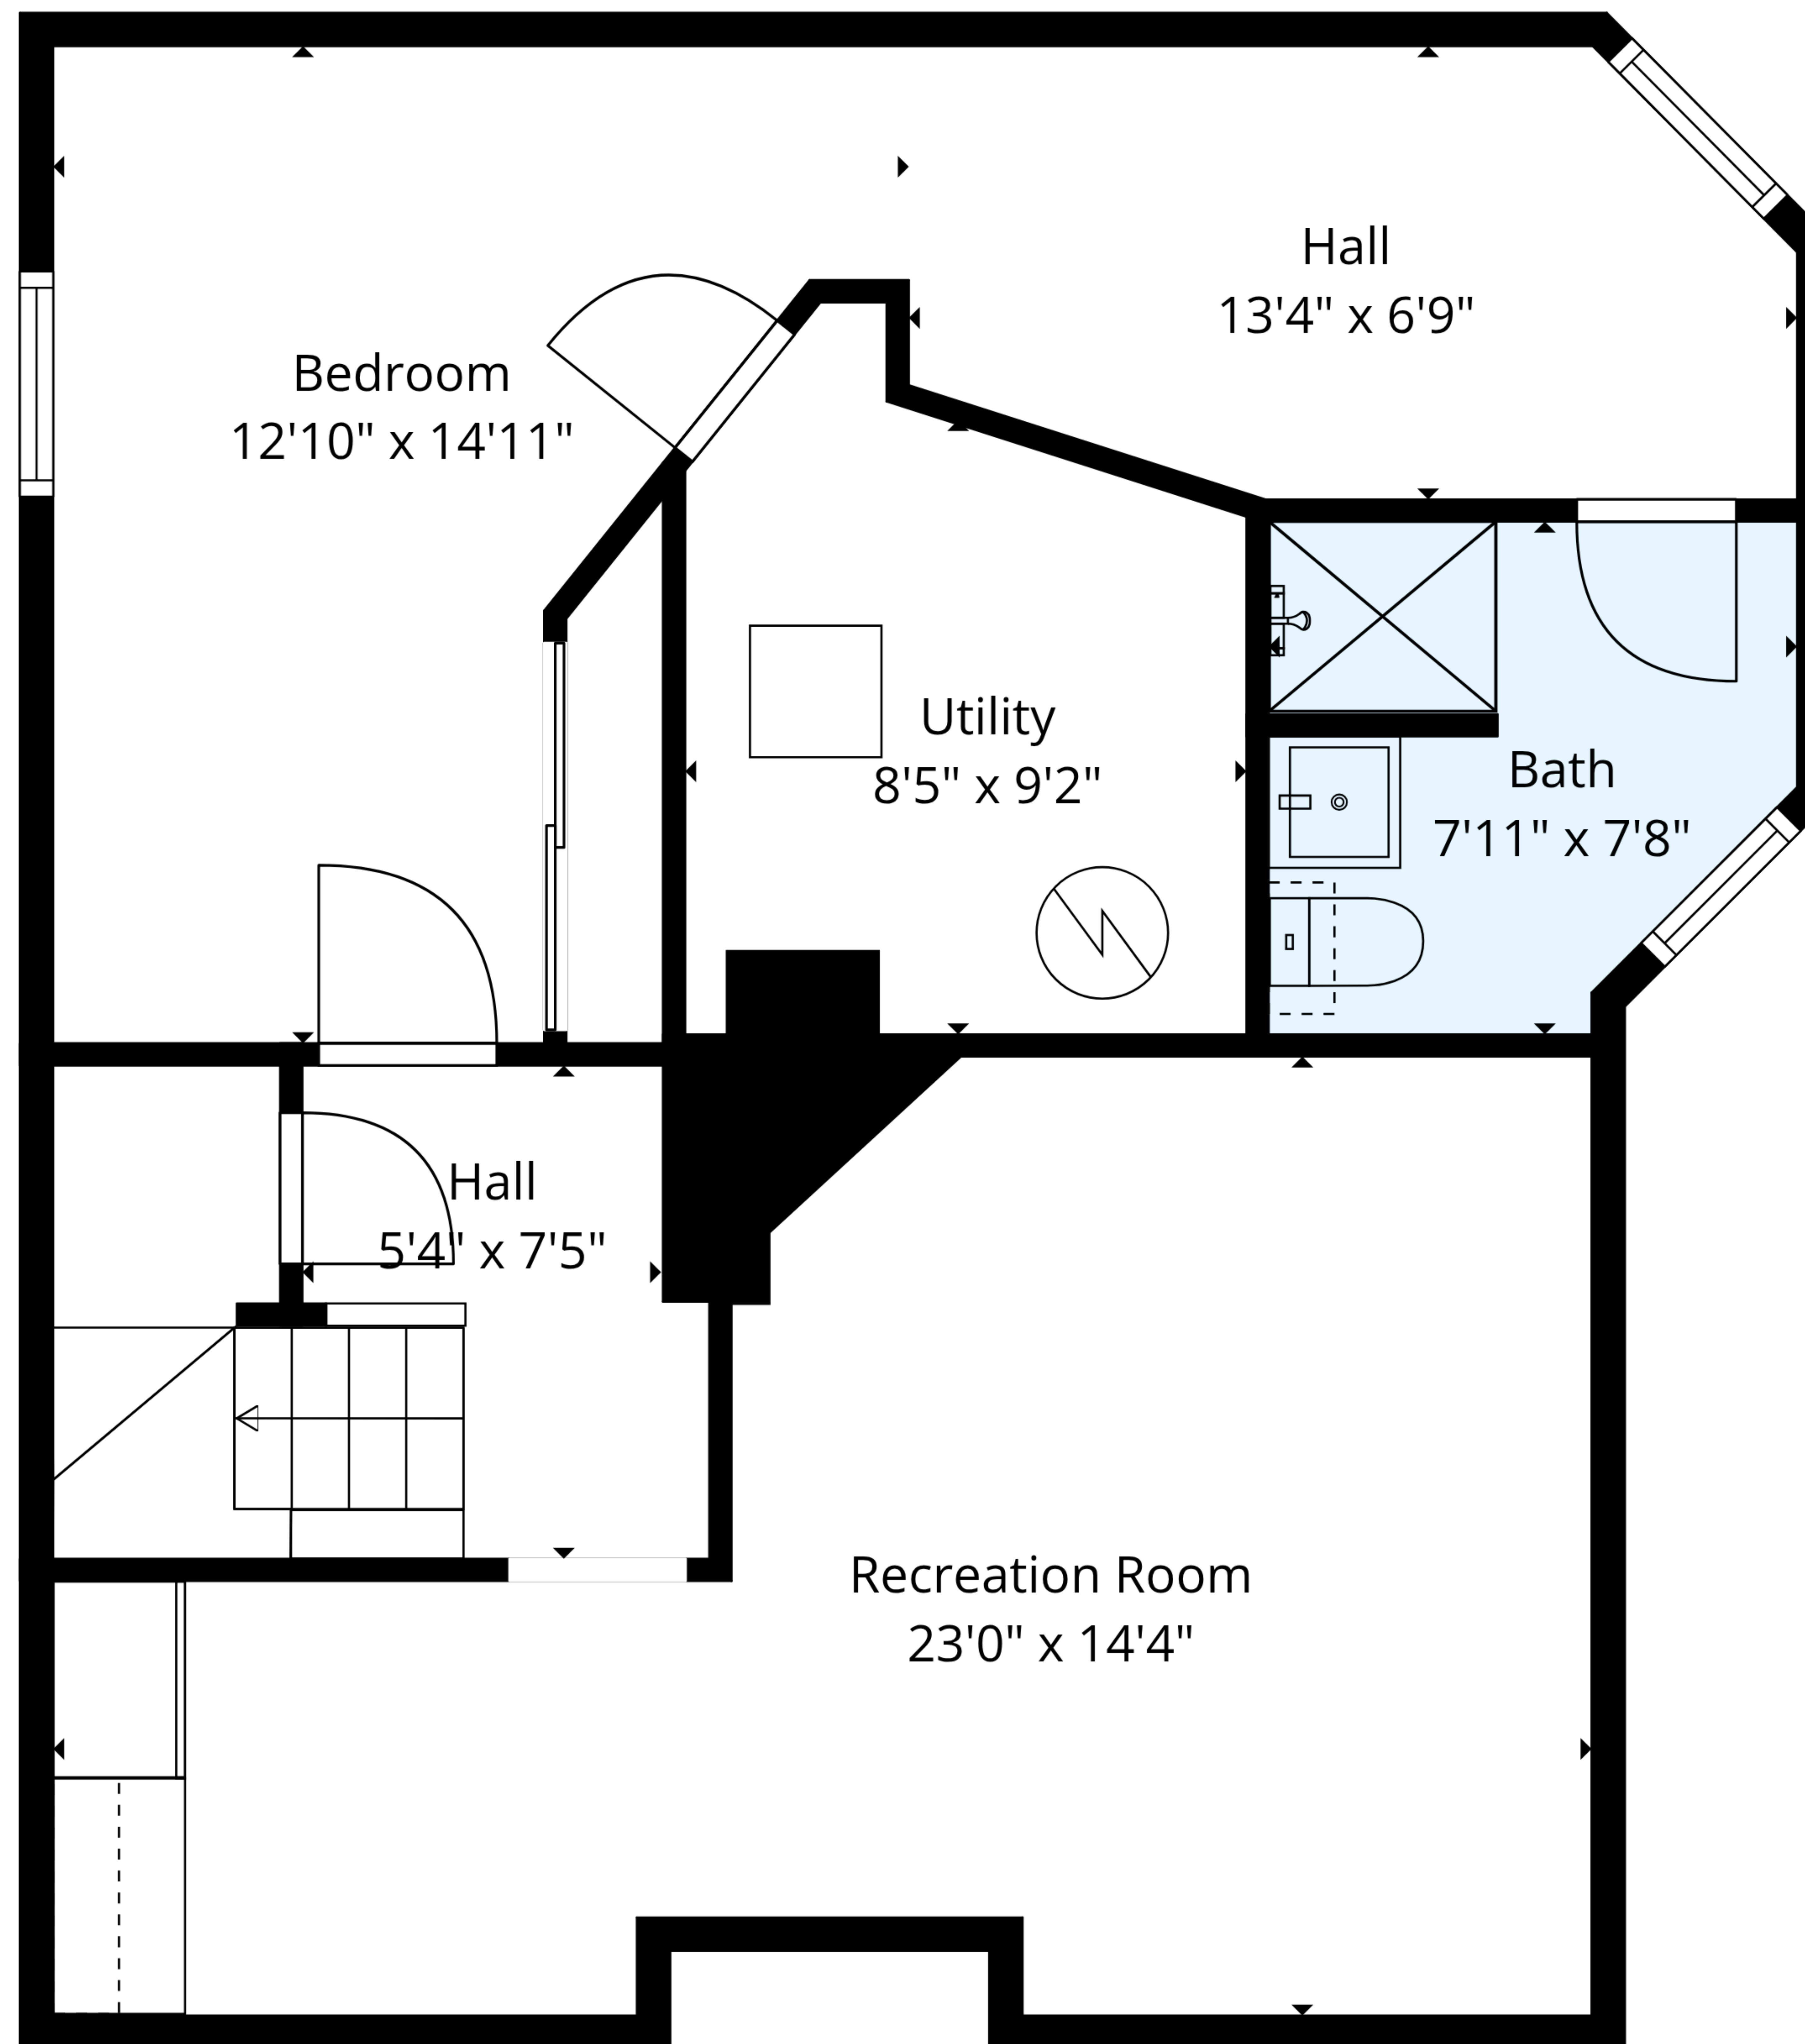 Hall
13'4" x 6'9"
Bedroom
12'10" x 14'11"
Utility
8'5" x 9'2"
Bath
7'11" x 7'8"
Hall
5'4" x 7'5"
Recreation Room
23'0" x 14'4"